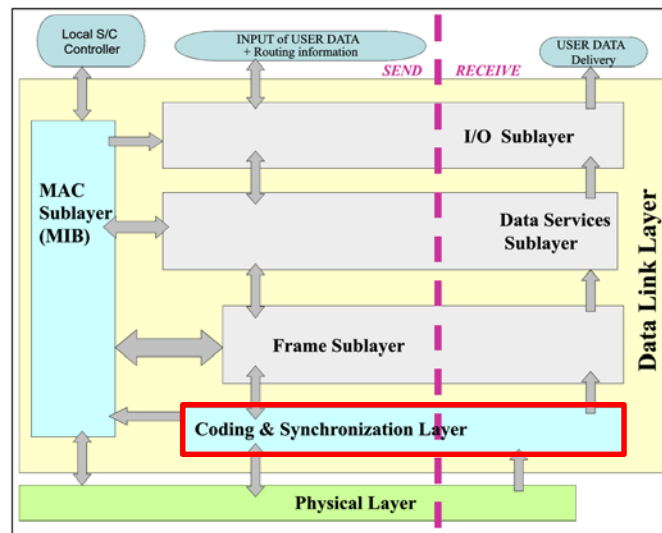 Local S/C
Controller
INPUT of USER DATA
+ Routing information
USER DATA
Delivery
SEND
RECEIVE
I/O Sublayer
MAC
Sublayer
(MIB)
Data Services
Sublayer
Data Link Layer
Frame Sublayer
Coding & Synchronization Layer
Physical Layer